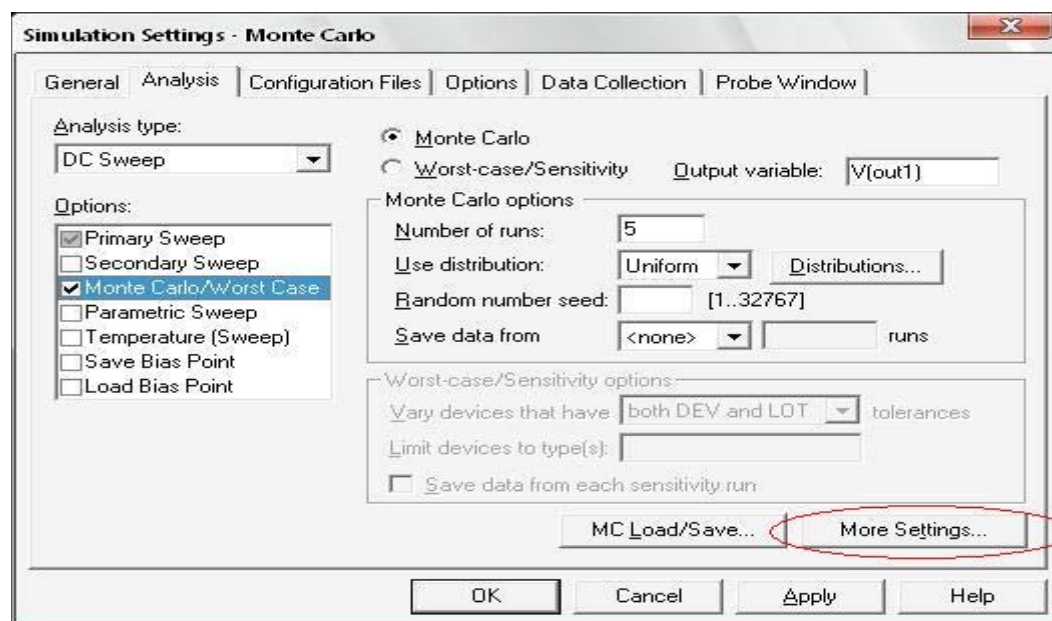 Simulation Settings - Monte Carlo
General Analysis Configuration Files Options Data Collection Probe Window
Analysis type:
DC Sweep
Options:
Primary Sweep
Secondary Sweep
Monte Carlo/Worst Case
Parametric Sweep
Temperature (Sweep)
Save Bias Point
Load Bias Point
Monte Carlo
Worst-case/Sensitivity Output variable: V(out1)
Monte Carlo options
Number of runs: 5
Use distribution: Uniform Distributions...
Random number seed: [1..32767]
Save data from <none> runs
Worst-case/Sensitivity options
Vary devices that have both DEV and LOT tolerances
Limit devices to type(s):
Save data from each sensitivity run
MC Load/Save... More Settings...
OK Cancel Apply Help